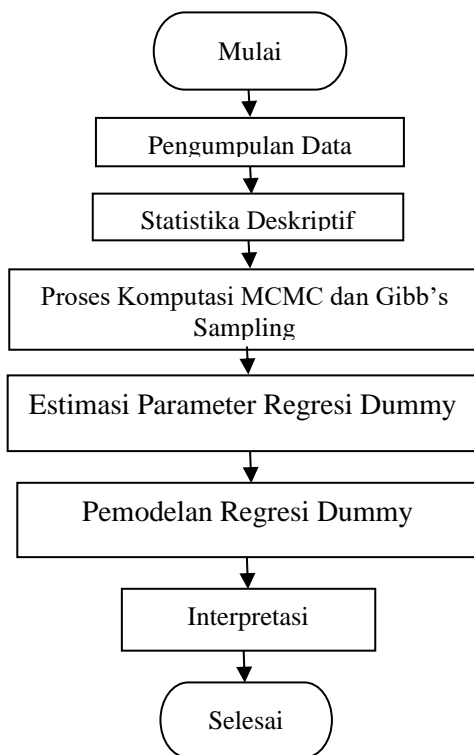 Mulai
Pengumpulan Data
Statistika Deskriptif
Proses Komputasi MCMC dan Gibb’s
Sampling
Estimasi Parameter Regresi Dummy
Pemodelan Regresi Dummy
Interpretasi
Selesai